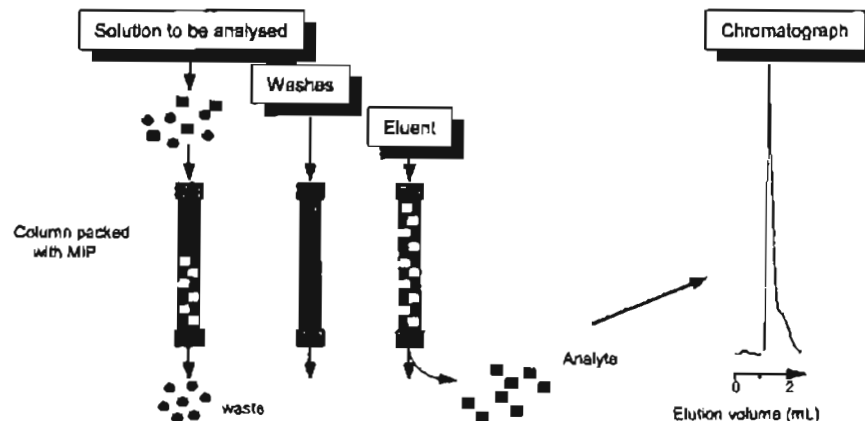 Solution to be analysed
Chromatograph
Washes
Eluent
Column packed
with MIP
Analyte
waste
0 2
Elution volume (mL)